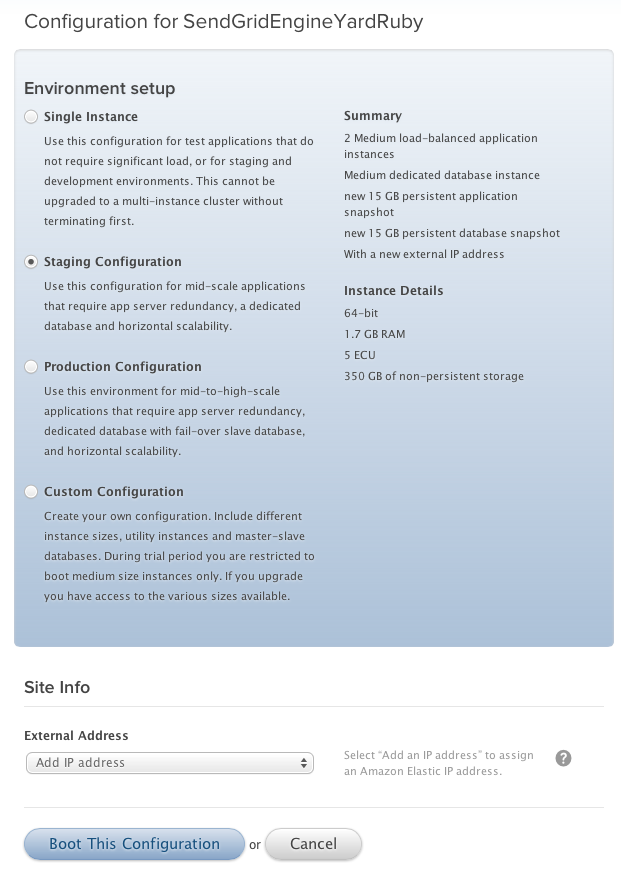 Configuration for SendGridEngineYardRuby
Environment setup
Single Instance
Use this configuration for test applications that do
not require significant load, or for staging and
development environments. This cannot be
upgraded to a multi-instance cluster without
terminating first.
Staging Configuration
Use this configuration for mid-scale applications
that require app server redundancy, a dedicated
database and horizontal scalability.
Production Configuration
Use this environment for mid-to-high-scale
applications that require app server redundancy,
dedicated database with fail-over slave database,
and horizontal scalability.
Custom Configuration
Create your own configuration. Include different
instance sizes, utility instances and master-slave
databases. During trial period you are restricted to
boot medium size instances only. If you upgrade
you have access to the various sizes available.
Summary
2 Medium load-balanced application
instances
Medium dedicated database instance
new 15 GB persistent application
snapshot
new 15 GB persistent database snapshot
With a new external IP address
Instance Details
64-bit
1.7 GB RAM
5 ECU
350 GB of non-persistent storage
Site Info
External Address
Add IP address
Select “Add an IP address” to assign
an Amazon Elastic IP address.
?
Boot This Configuration or Cancel